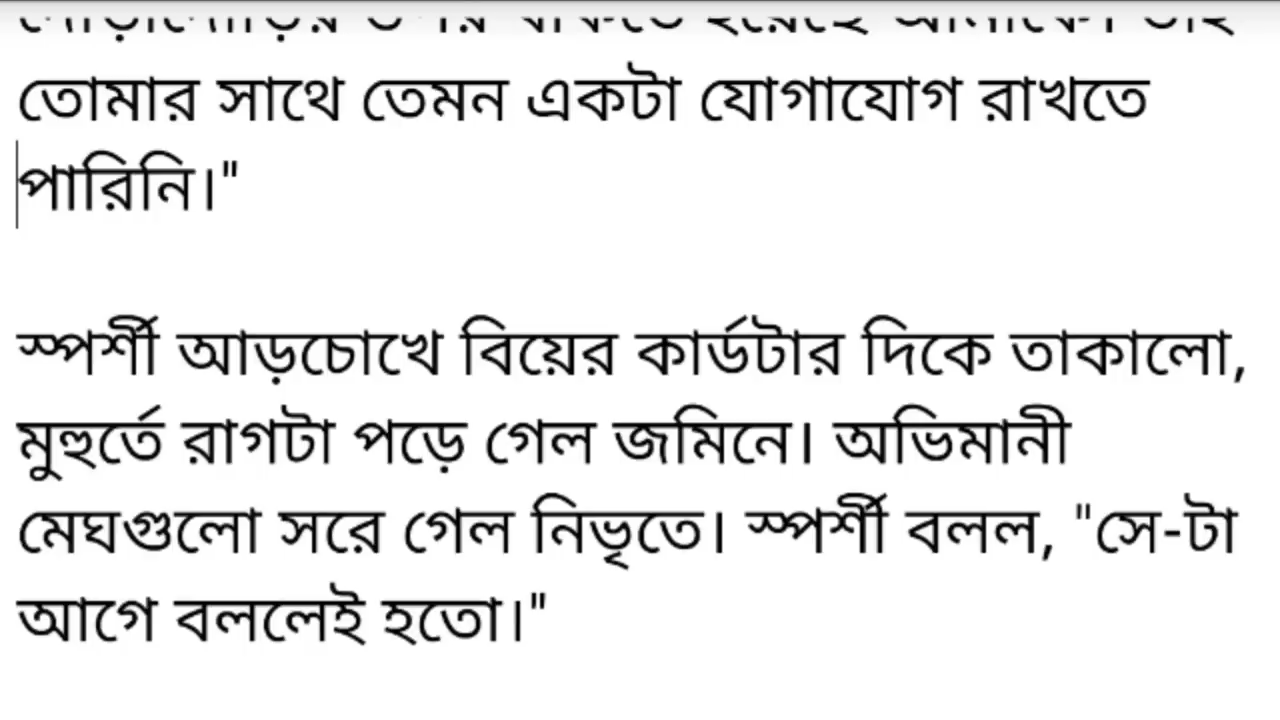 তোমার সাথে তেমন একটা যোগাযোগ রাখতে
পারিনি।"
স্পর্শী আড়চোখে বিয়ের কার্ডটার দিকে তাকালো,
মুহুর্তে রাগটা পড়ে গেল জমিনে। অভিমানী
মেঘগুলো সরে গেল নিভৃতে। স্পর্শী বলল, "সে-টা
আগে বললেই হতো।"